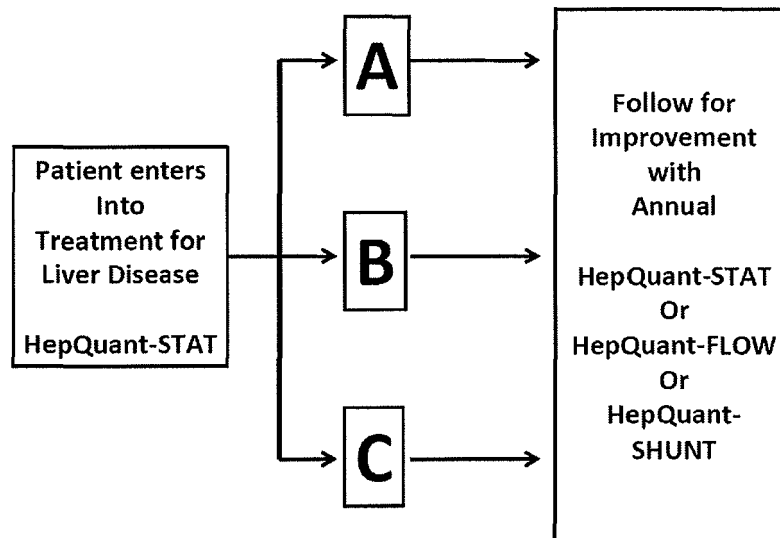 Patient enters
Into
Treatment for
Liver Disease
HepQuant-STAT
A
B
C
Follow for
Improvement
with
Annual
HepQuant-STAT
Or
HepQuant-FLOW
Or
HepQuant-
SHUNT